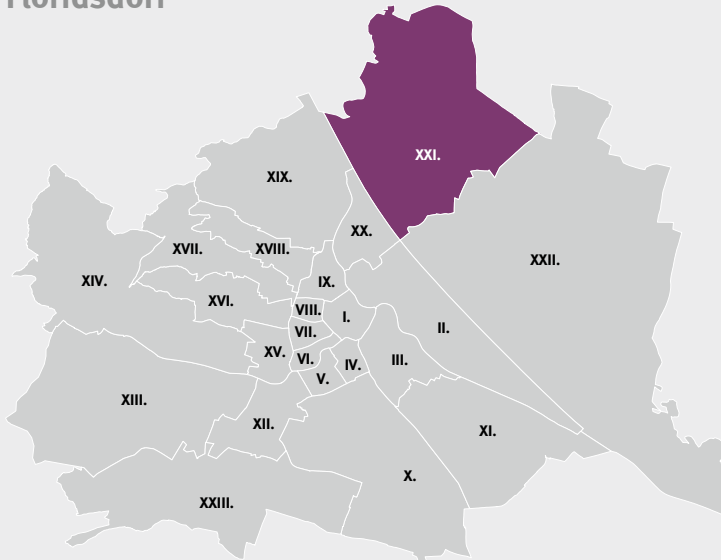 Floridsdorf
XXI.
XIX.
XX.
XVII.
XVIII.
XXII.
XIV.
IX.
XVI.
VIII.
I.
II.
VII.
XV.
VI.
IV.
III.
V.
XIII.
XII.
XI.
X.
XXIII.